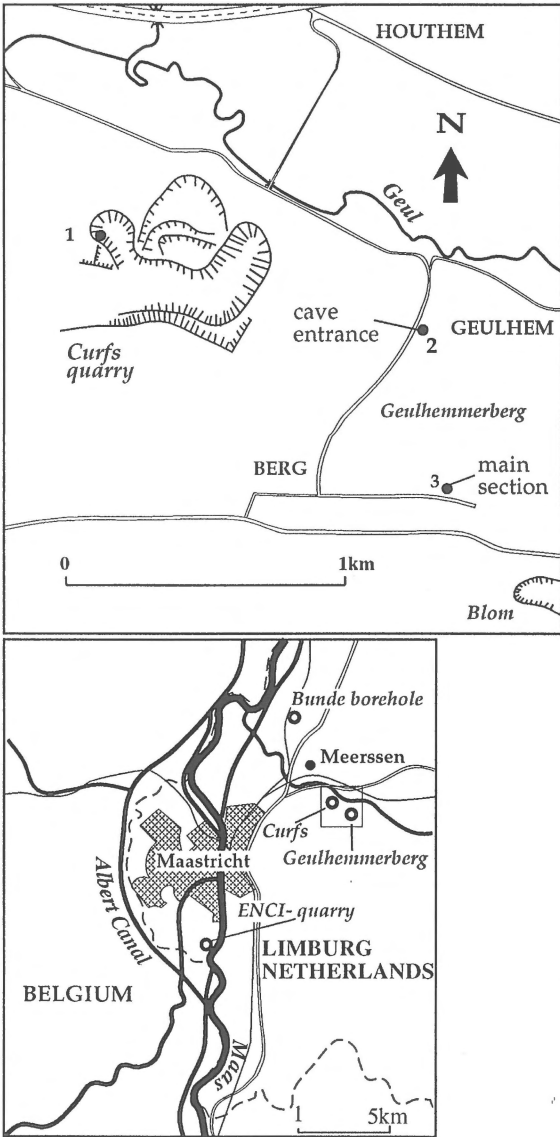 HOUTHEM
N
Geul
1
cave
entrance
GEULHEM
2
Curfs
quarry
Geulhemmerberg
BERG
3
main
section
0
1km
Blom
Bunde borehole
Meerssen
Curfs
Geulhemmerberg
Maastricht
Albert Canal
ENCI-quarry
LIMBURG
NETHERLANDS
BELGIUM
Maas
1
5km